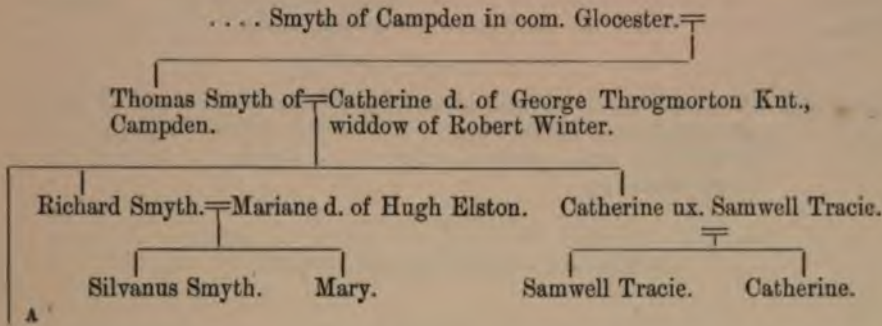 .... Smyth of Campden in com. Glocester.
Thomas Smyth of Catherine d. of George Throgmorton Knt.,
Campden. widdow of Robert Winter.
Richard Smyth. Mariane d. of Hugh Elston. Catherine ux. Samwell Tracie.
Silvanus Smyth. Mary. Samwell Tracie. Catherine.
A